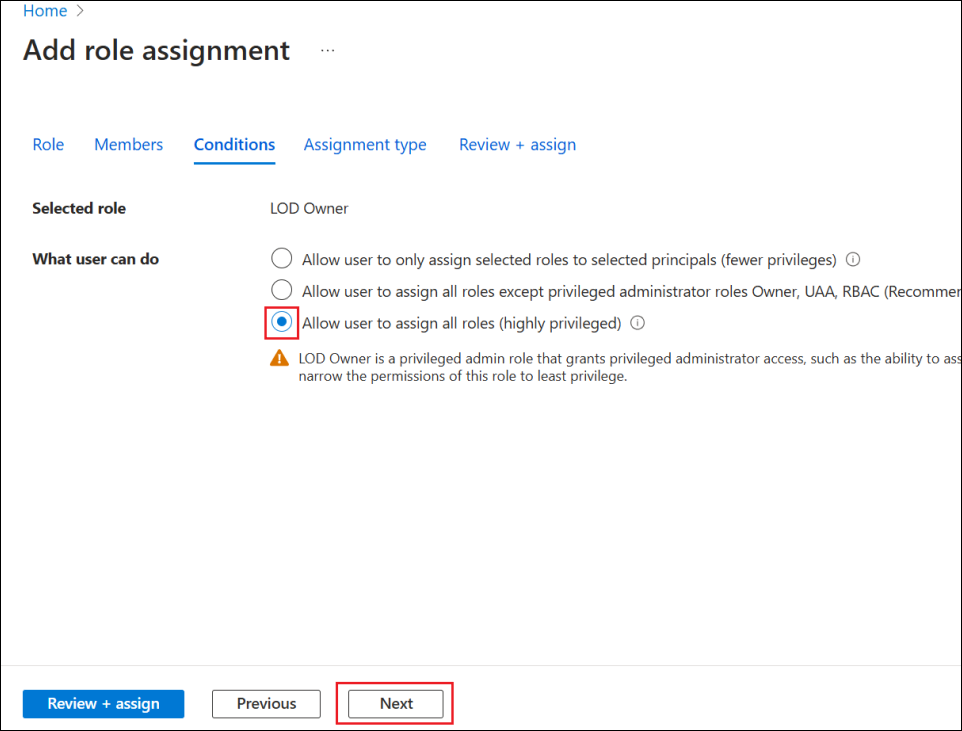 Home
Add role assignment ...
Role Members Conditions Assignment type Review + assign
Selected role LOD Owner
What user can do Allow user to only assign selected roles to selected principals (fewer privileges)
Allow user to assign all roles except privileged administrator roles Owner, UAA, RBAC (Recommen
Allow user to assign all roles (highly privileged)
LOD Owner is a privileged admin role that grants privileged administrator access, such as the ability to ass
narrow the permissions of this role to least privilege.
Review + assign Previous Next